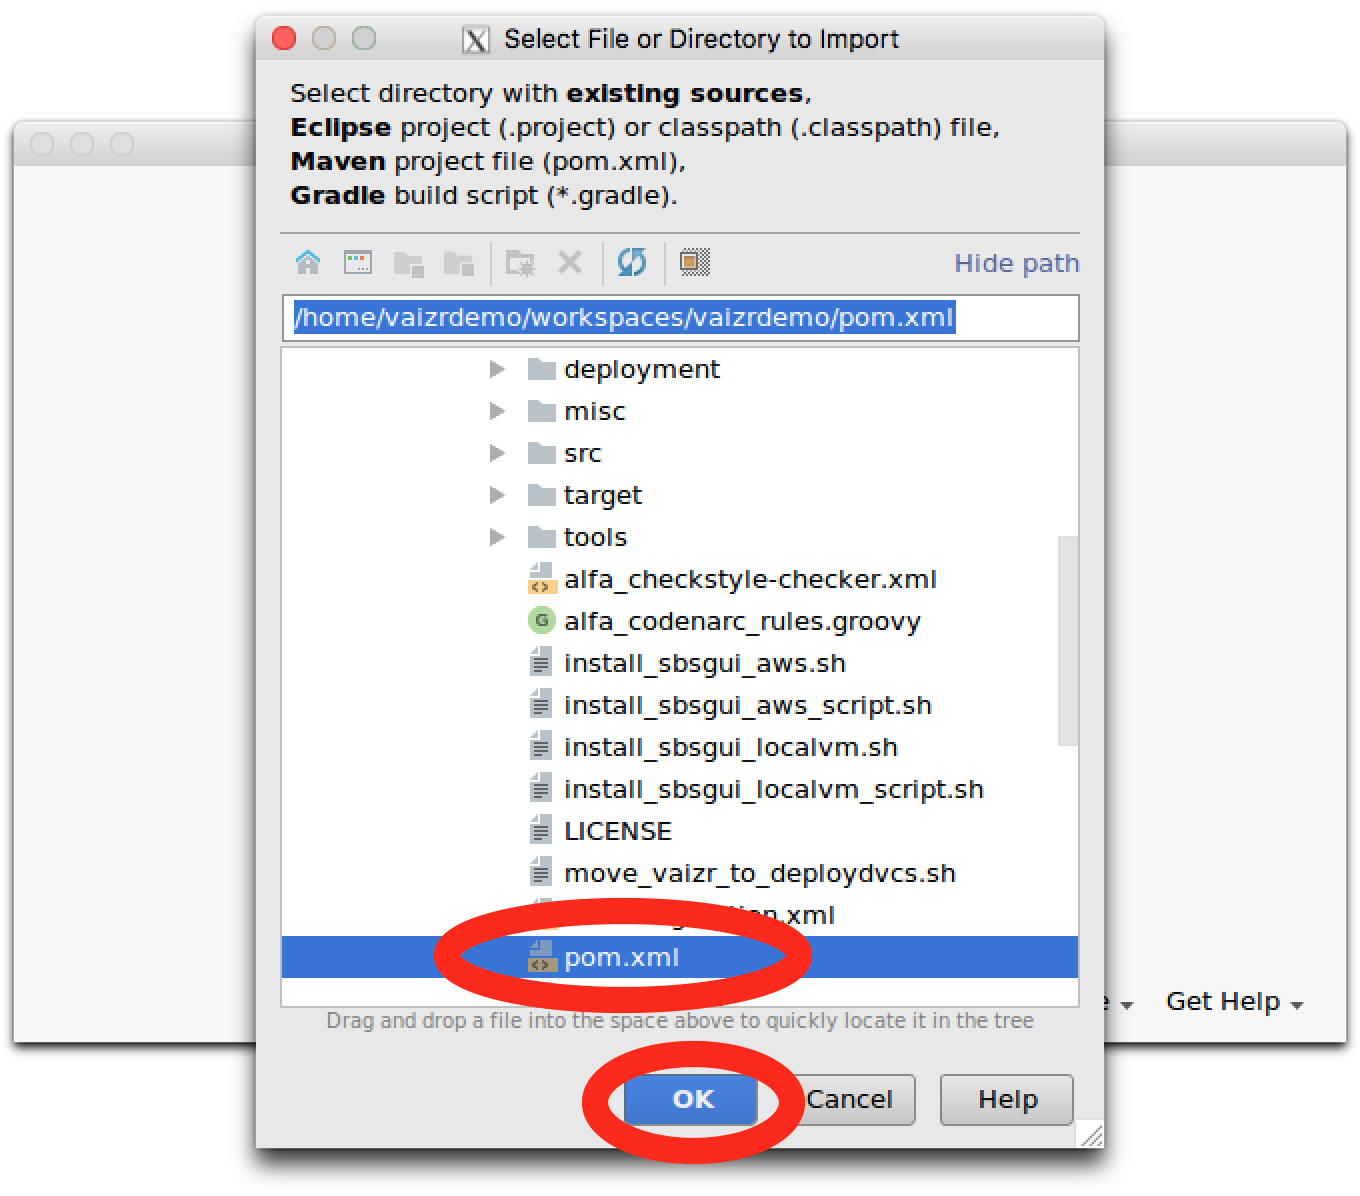 Select File or Directory to Import
Select directory with existing sources,
Eclipse project (.project) or classpath (.classpath) file,
Maven project file (pom.xml),
Gradle build script (*.gradle).
Hide path
/home/vaizrdemo/workspaces/vaizrdemo/pom.xml
deployment
misc
src
target
tools
alfa_checkstyle-checker.xml
G alfa_codenarc_rules.groovy
install_sbsgui_aws.sh
install_sbsgui_aws_script.sh
install_sbsgui_localvm.sh
install_sbsgui_localvm_script.sh
LICENSE
move_vaizr_to_deploydvcs.sh
.xml
pom.xml
Get Help
Drag and drop a file into the space above to quickly locate it in the tree
OK Cancel Help